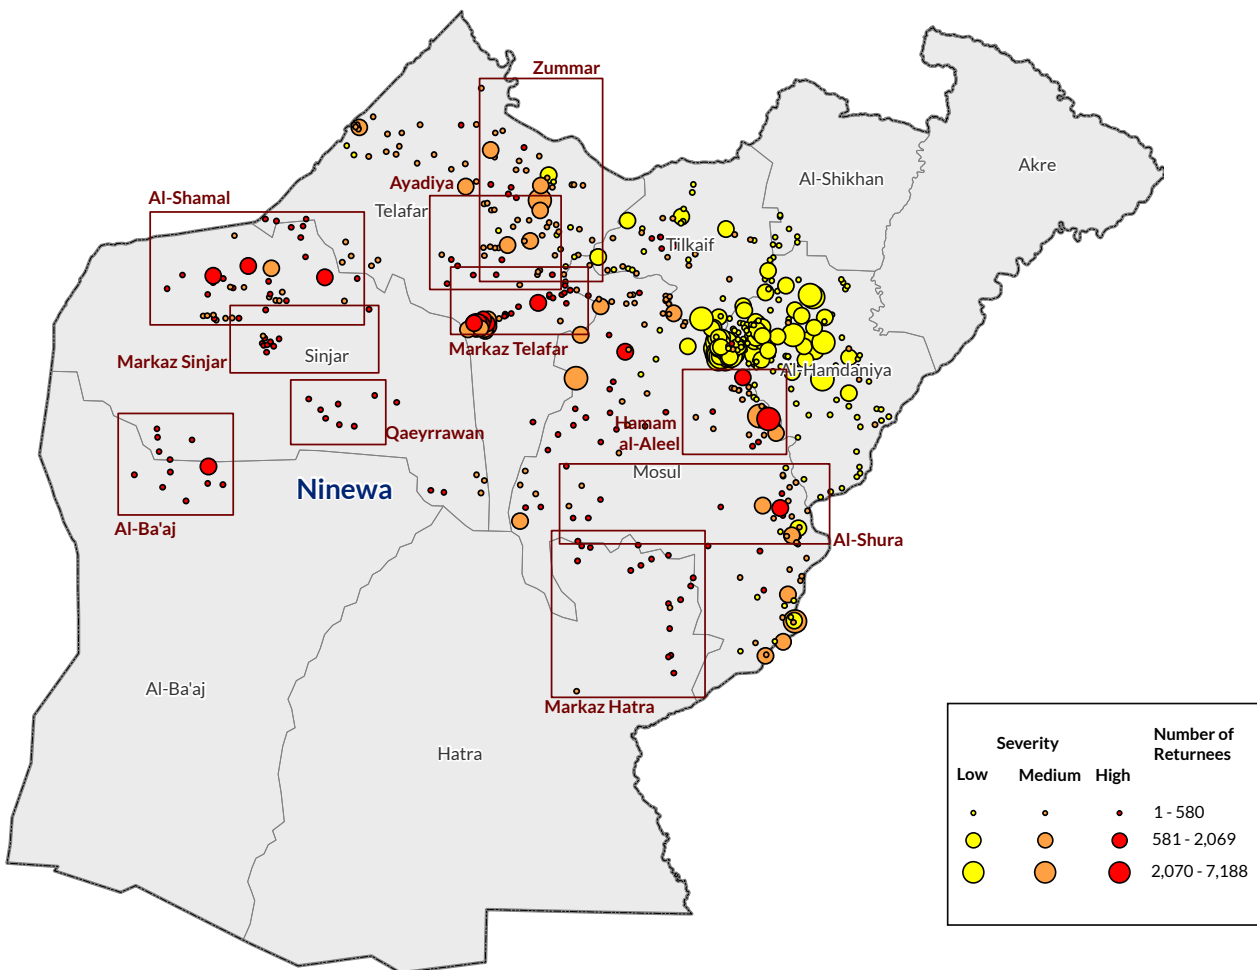 Zummar
Akre
Al-Shikhan
Ayadiya
Al-Shamal
Telafar
Tilkaif
Markaz Telafar
Markaz Sinjar
Sinjar
Al-Hamdaniya
Hamam
al-Aleel
Qaeyrrawan
Mosul
Ninewa
Al-Ba'aj
Al-Shura
Al-Ba'aj
Markaz Hatra
Hatra
Severity
Number of
Returnees
Low Medium High
1 - 580
581 - 2,069
2,070 - 7,188